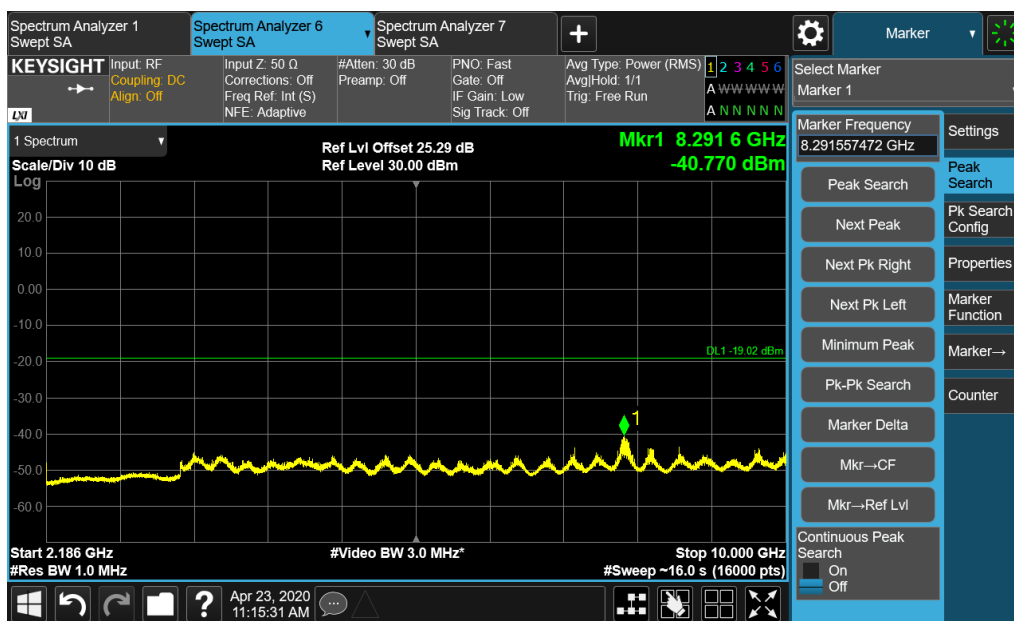 Spectrum Analyzer 1
Swept SA
Spectrum Analyzer 6
Swept SA
Spectrum Analyzer 7
Swept SA
Marker
KEYSIGHT
LXI
Input: RF
Coupling: DC
Align: Off
Input Z: 50 Ω
Corrections: Off
Freq Ref: Int (S)
NFE: Adaptive
#Atten: 30 dB
Preamp: Off
PNO: Fast
Gate: Off
IF Gain: Low
Sig Track: Off
Avg Type: Power (RMS)
Avg|Hold: 1/1
Trig: Free Run
1 2 3 4 5 6
A W W W W W
A N N N N N
Select Marker
Marker 1
1 Spectrum
Scale/Div 10 dB
Log
Ref Lvl Offset 25.29 dB
Ref Level 30.00 dBm
Mkr1 8.291 6 GHz
-40.770 dBm
20.0
10.0
0.00
-10.0
-20.0
-30.0
-40.0
-50.0
-60.0
DL1 -19.02 dBm
1
Start 2.186 GHz
#Res BW 1.0 MHz
#Video BW 3.0 MHz*
Stop 10.000 GHz
#Sweep ~16.0 s (16000 pts)
Marker Frequency
8.291557472 GHz
Peak Search
Next Peak
Next Pk Right
Next Pk Left
Minimum Peak
Pk-Pk Search
Marker Delta
Mkr→CF
Mkr→Ref Lvl
Continuous Peak
Search
On
Off
Settings
Peak
Search
Pk Search
Config
Properties
Marker
Function
Marker→
Counter
?
Apr 23, 2020
11:15:31 AM